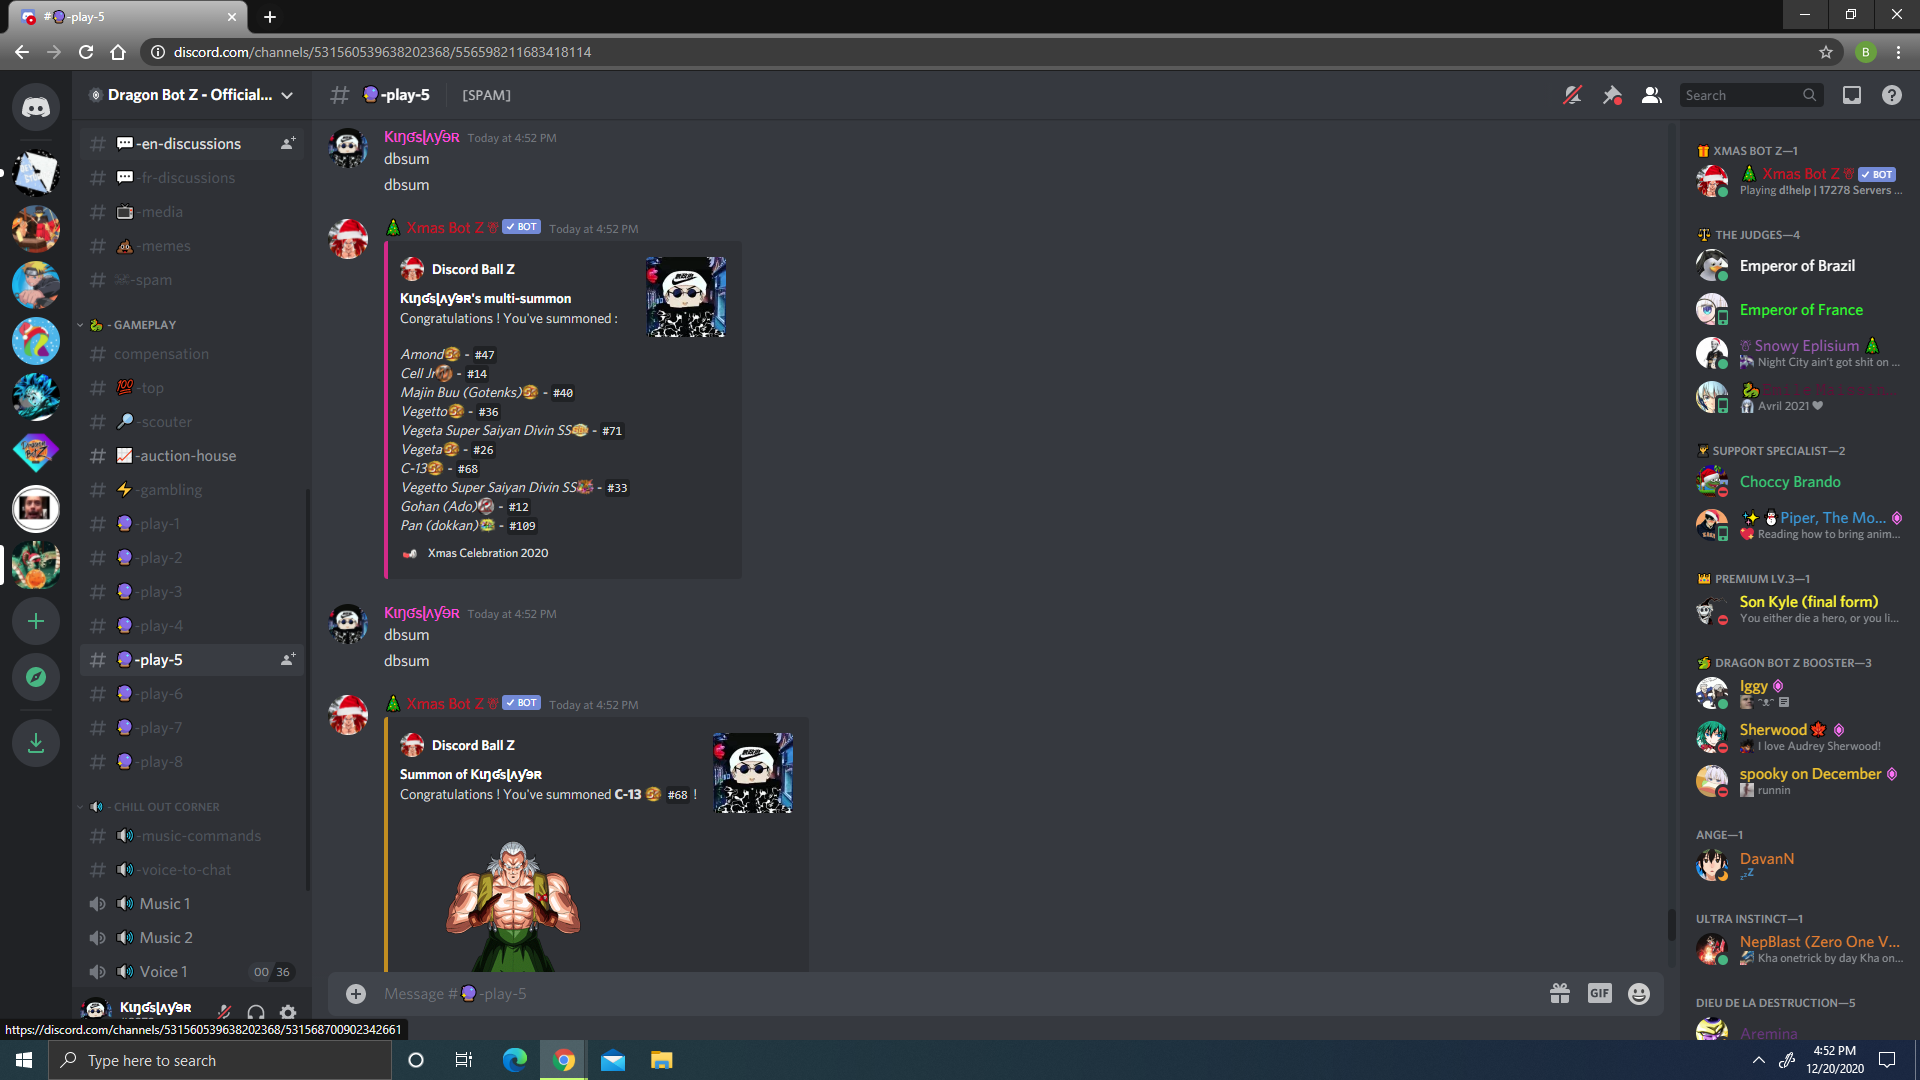 #🔮-play-5
discord.com/channels/531560539638202368/556598211683418114
B
Dragon Bot Z - Official...
💬-en-discussions
💬-fr-discussions
📺-media
💩-memes
-spam
🐉 - GAMEPLAY
compensation
💯-top
🔎-scouter
📈-auction-house
⚡-gambling
🔮-play-1
🔮-play-2
🔮-play-3
🔮-play-4
🔮-play-5
🔮-play-6
🔮-play-7
🔮-play-8
🔊 - CHILL OUT CORNER
🔊-music-commands
🔊-voice-to-chat
🔊 Music 1
🔊 Music 2
🔊 Voice 1 00 36
https://discord.com/channels/531560539638202368/531568700902342661
# 🔮-play-5 [SPAM]
Search
Today at 4:52 PM
dbsum
dbsum
🎄 Xmas Bot Z BOT Today at 4:52 PM
Discord Ball Z
's multi-summon
Congratulations ! You've summoned :
Amond - #47
Cell Jr - #14
Majin Buu (Gotenks) - #40
Vegetto - #36
Vegeta Super Saiyan Divin SS - #71
Vegeta - #26
C-13 - #68
Vegetto Super Saiyan Divin SS - #33
Gohan (Ado) - #12
Pan (dokkan) - #109
Xmas Celebration 2020
Today at 4:52 PM
dbsum
dbsum
🎄 Xmas Bot Z BOT Today at 4:52 PM
Discord Ball Z
Summon of
Congratulations ! You've summoned C-13 #68 !
Message #🔮-play-5
GIF
🎁 XMAS BOT Z—1
🎄 Xmas Bot Z BOT
Playing d!help | 17278 Servers ...
THE JUDGES—4
Emperor of Brazil
Emperor of France
Snowy Eplisium 🎄
Night City ain't got shit on ...
Avril 2021
SUPPORT SPECIALIST—2
Choccy Brando
✨⛄Piper, The Mo...
Reading how to bring anim...
PREMIUM LV.3—1
Son Kyle (final form)
You either die a hero, or you li...
DRAGON BOT Z BOOSTER—3
Iggy
Sherwood 🍁
I love Audrey Sherwood!
spooky on December
runnin
ANGE—1
DavanN
💤
ULTRA INSTINCT—1
NepBlast (Zero One V...
Kha onetrick by day Kha on...
DIEU DE LA DESTRUCTION—5
Aremina
Type here to search
4:52 PM
12/20/2020